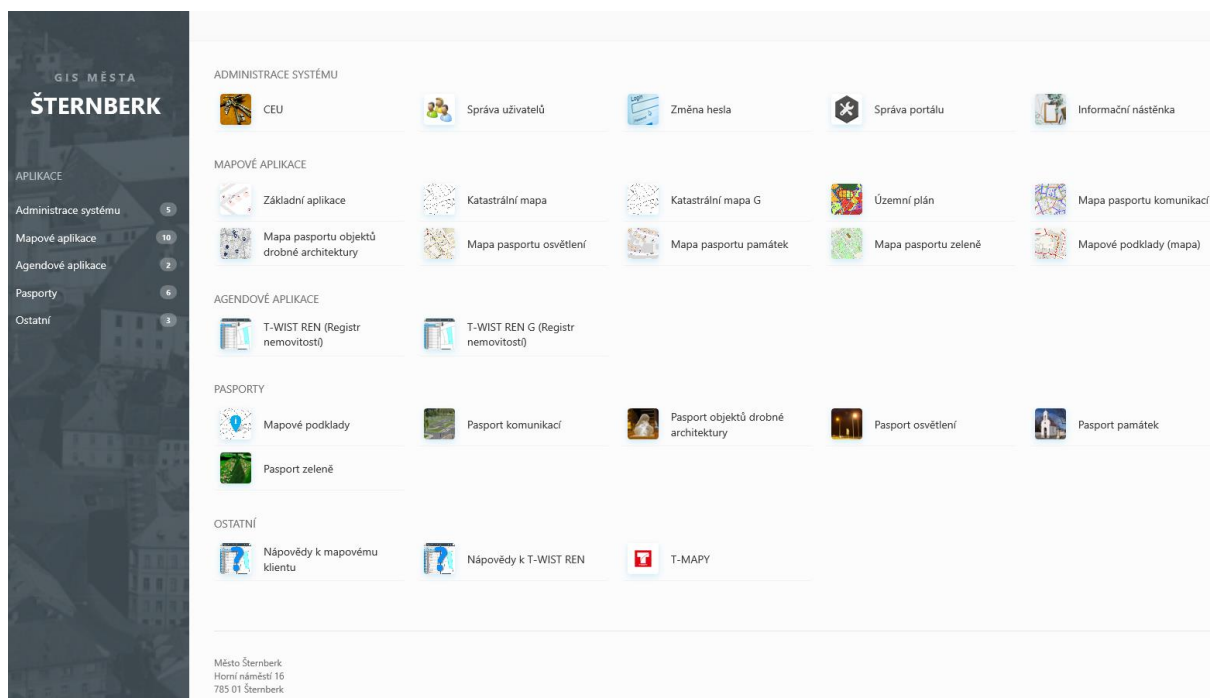 GIS MĚSTA
ŠTERNBERK
APLIKACE
Administrace systému 5
Mapové aplikace 10
Agendové aplikace 2
Pasporty 6
Ostatní 3
ADMINISTRACE SYSTÉMU
CEU
Správa uživatelů
Změna hesla
Správa portálu
Informační nástěnka
MAPOVÉ APLIKACE
Základní aplikace
Katastrální mapa
Katastrální mapa G
Územní plán
Mapa pasportu komunikací
Mapa pasportu objektů
drobné architektury
Mapa pasportu osvětlení
Mapa pasportu památek
Mapa pasportu zeleně
Mapové podklady (mapa)
AGENDOVÉ APLIKACE
T-WIST REN (Registr
nemovitostí)
T-WIST REN G (Registr
nemovitostí)
PASPORTY
Mapové podklady
Pasport komunikací
Pasport objektů drobné
architektury
Pasport osvětlení
Pasport památek
Pasport zeleně
OSTATNÍ
Nápovědy k mapovému
klientu
Nápovědy k T-WIST REN
T-MAPY
Město Šternberk
Horní náměstí 16
785 01 Šternberk